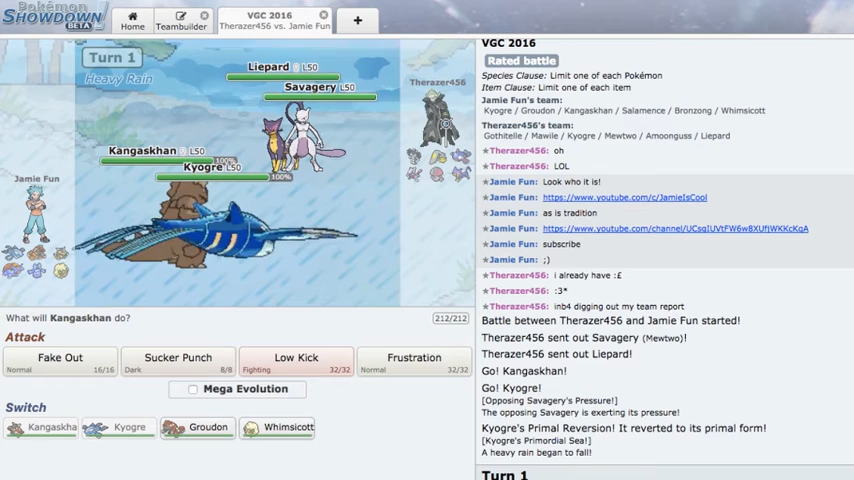 Pokémon
SHOWDOWN
BETA
Home
Teambuilder
VGC 2016
Therazer456 vs. Jamie Fun
+
Turn 1
Heavy Rain
Liepard L50
Savagery L50
Therazer456
Kangaskhan L50
100%
Kyogre L50
100%
Jamie Fun
What will Kangaskhan do?
212/212
Attack
Fake Out
Normal 16/16
Sucker Punch
Dark 8/8
Low Kick
Fighting 32/32
Frustration
Normal 32/32
Mega Evolution
Switch
Kangaskha
Kyogre
Groudon
Whimsicott
VGC 2016
Rated battle
Species Clause: Limit one of each Pokémon
Item Clause: Limit one of each item
Jamie Fun's team:
Kyogre / Groudon / Kangaskhan / Salamence / Bronzong / Whimsicott
Therazer456's team:
Gothitelle / Mawile / Kyogre / Mewtwo / Amoonguss / Liepard
★Therazer456: oh
★Therazer456: LOL
★Jamie Fun: Look who it is!
★Jamie Fun: https://www.youtube.com/c/JamieIsCool
★Jamie Fun: as is tradition
★Jamie Fun:
★Jamie Fun: subscribe
★Jamie Fun: ;)
★Therazer456: i already have :£
★Therazer456: :3*
★Therazer456: inb4 digging out my team report
Battle between Therazer456 and Jamie Fun started!
Therazer456 sent out Savagery (Mewtwo)!
Therazer456 sent out Liepard!
Go! Kangaskhan!
Go! Kyogre!
[Opposing Savagery's Pressure!]
The opposing Savagery is exerting its pressure!
Kyogre's Primal Reversion! It reverted to its primal form!
[Kyogre's Primordial Sea!]
A heavy rain began to fall!
Turn 1